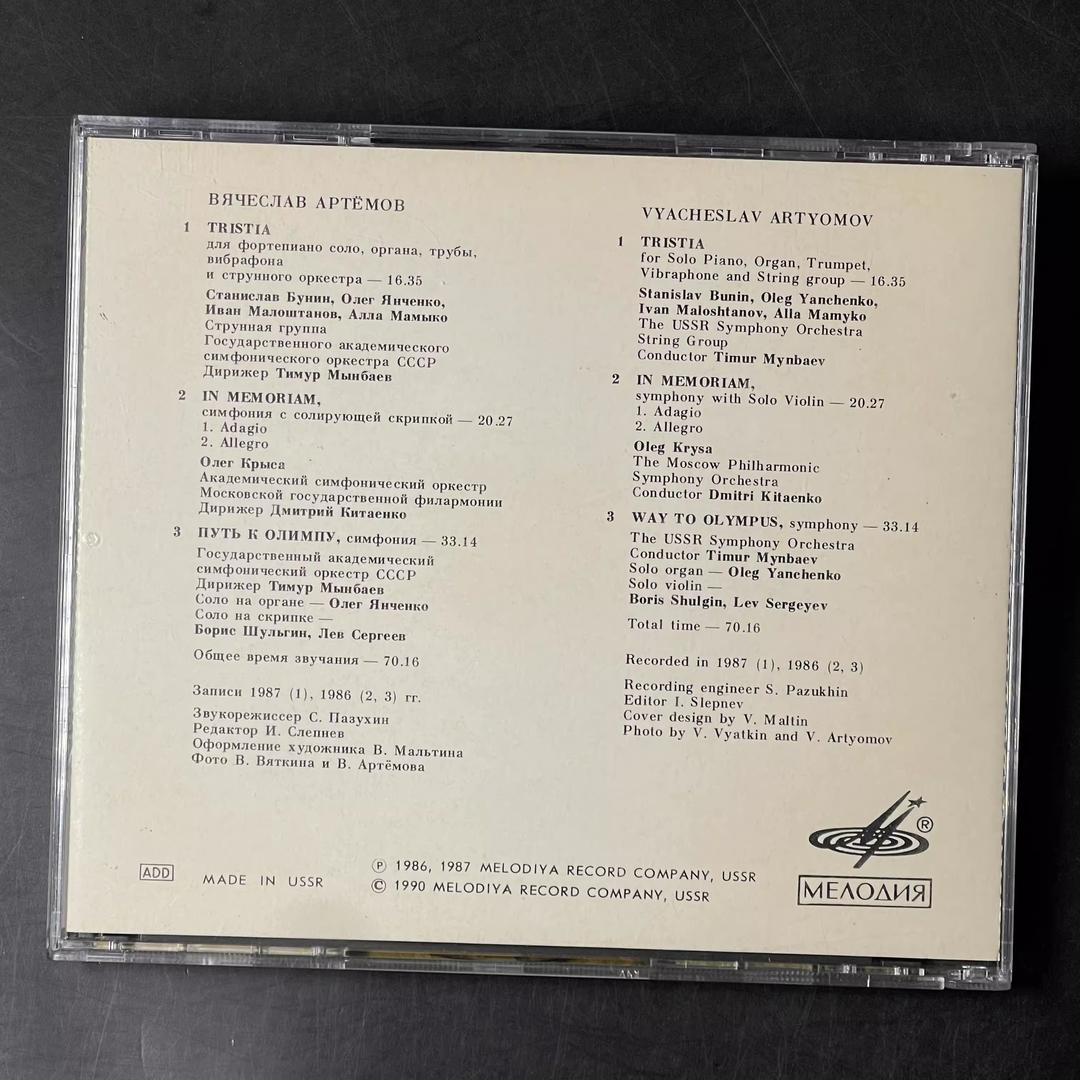 ВЯЧЕСЛАВ АРТЁМОВ
1 TRISTIA
для фортепиано соло, органа, трубы,
вибрафона
и струнного оркестра — 16.35
Станислав Бунин, Олег Янченко,
Иван Малоштанов, Алла Мамыко
Струнная группа
Государственного академического
симфонического оркестра СССР
Дирижер Тимур Мынбаев
2 IN MEMORIAM,
симфония с солирующей скрипкой — 20.27
1. Adagio
2. Allegro
Олег Крыса
Академический симфонический оркестр
Московской государственной филармонии
Дирижер Дмитрий Китаенко
3 ПУТЬ К ОЛИМПУ, симфония — 33.14
Государственный академический
симфонический оркестр СССР
Дирижер Тимур Мынбаев
Соло на органе — Олег Янченко
Соло на скрипке —
Борис Шульгин, Лев Сергеев
Общее время звучания — 70.16
Записи 1987 (1), 1986 (2, 3) гг.
Звукорежиссер С. Пазухин
Редактор И. Слепнев
Оформление художника В. Мальтина
Фото В. Вяткина и В. Артёмова
VYACHESLAV ARTYOMOV
1 TRISTIA
for Solo Piano, Organ, Trumpet,
Vibraphone and String group — 16.35
Stanislav Bunin, Oleg Yanchenko,
Ivan Maloshtanov, Alla Mamyko
The USSR Symphony Orchestra
String Group
Conductor Timur Mynbaev
2 IN MEMORIAM,
symphony with Solo Violin — 20.27
1. Adagio
2. Allegro
Oleg Krysa
The Moscow Philharmonic
Symphony Orchestra
Conductor Dmitri Kitaenko
3 WAY TO OLYMPUS, symphony — 33.14
The USSR Symphony Orchestra
Conductor Timur Mynbaev
Solo organ — Oleg Yanchenko
Solo violin —
Boris Shulgin, Lev Sergeyev
Total time — 70.16
Recorded in 1987 (1), 1986 (2, 3)
Recording engineer S. Pazukhin
Editor I. Slepnev
Cover design by V. Maltin
Photo by V. Vyatkin and V. Artyomov
®
МЕЛОДИЯ
ADD
MADE IN USSR
℗ 1986, 1987 MELODIYA RECORD COMPANY, USSR
© 1990 MELODIYA RECORD COMPANY, USSR